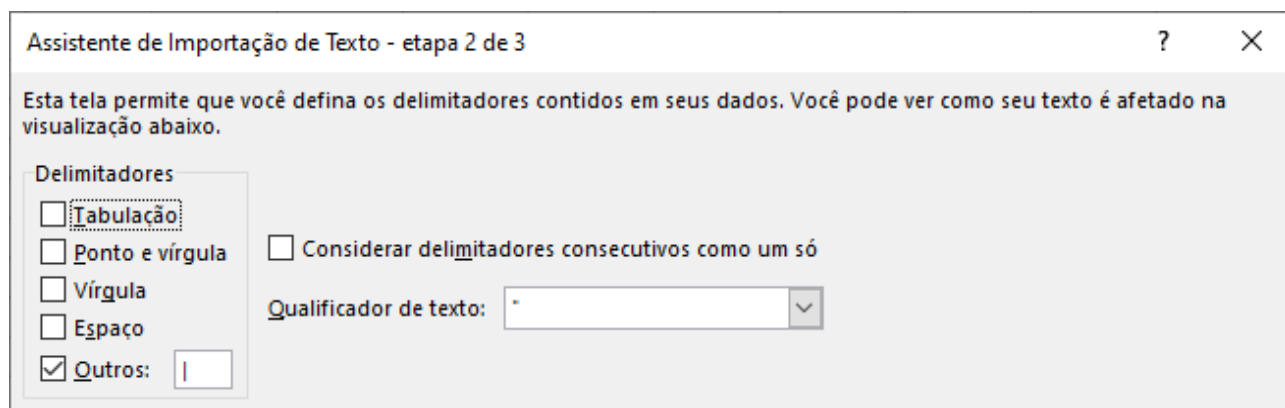 Assistente de Importação de Texto - etapa 2 de 3 ?
Esta tela permite que você defina os delimitadores contidos em seus dados. Você pode ver como seu texto é afetado na
visualização abaixo.
Delimitadores
Tabulação
Ponto e vírgula
Vírgula
Espaço
Outros: |
Considerar delimitadores consecutivos como um só
Qualificador de texto: "